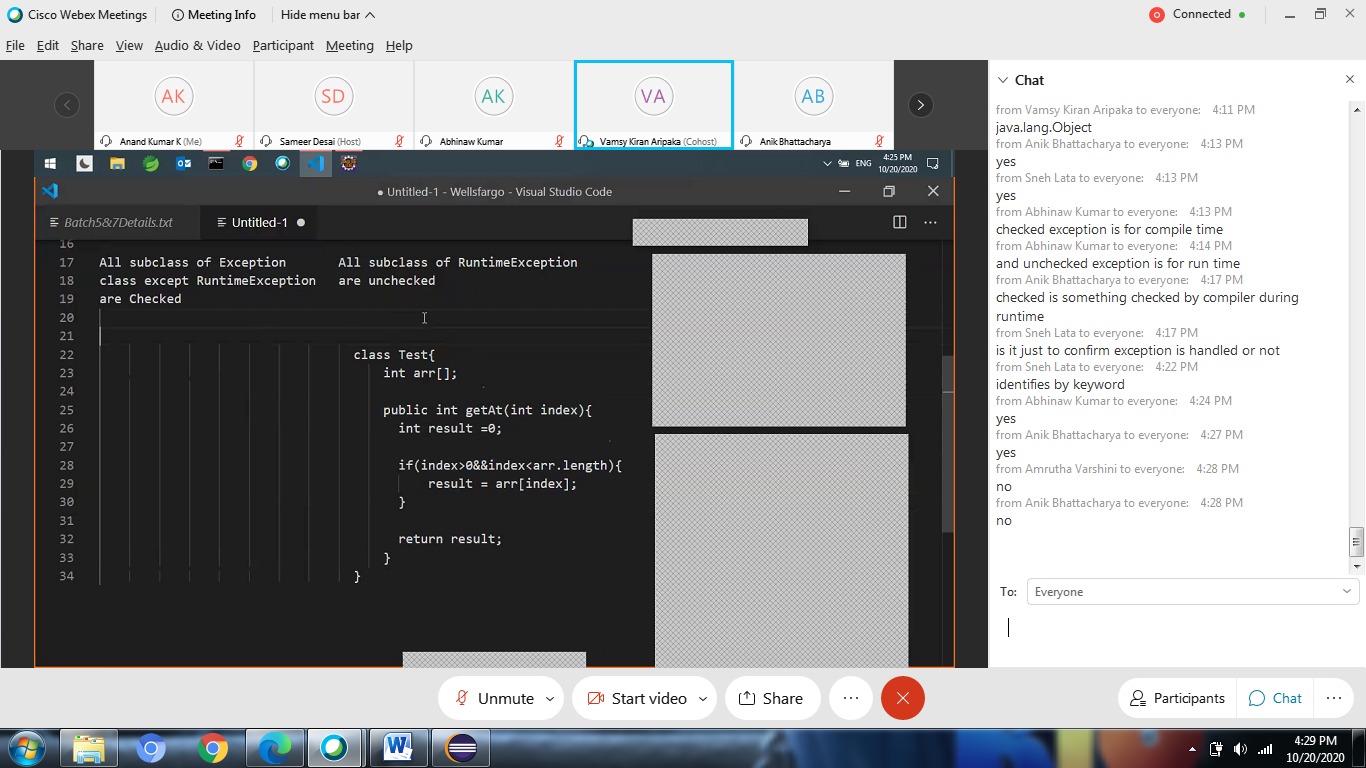 Cisco Webex Meetings
Meeting Info
Hide menu bar
Connected
File Edit Share View Audio & Video Participant Meeting Help
AK
SD
AK
VA
AB
Anand Kumar K (Me)
Sameer Desai (Host)
Abhinaw Kumar
Vamsy Kiran Aripaka (Cohost)
Anik Bhattacharya
ENG
4:25 PM
10/20/2020
● Untitled-1 - Wellsfargo - Visual Studio Code
Batch5&7Details.txt
Untitled-1
16
17 All subclass of Exception All subclass of RuntimeException
18 class except RuntimeException are unchecked
19 are Checked
20
21
22 class Test{
23 int arr[];
24
25 public int getAt(int index){
26 int result =0;
27
28 if(index>0&&index<arr.length){
29 result = arr[index];
30 }
31
32 return result;
33 }
34 }
Chat
from Vamsy Kiran Aripaka to everyone: 4:11 PM
java.lang.Object
from Anik Bhattacharya to everyone: 4:13 PM
yes
from Sneh Lata to everyone: 4:13 PM
yes
from Abhinaw Kumar to everyone: 4:13 PM
checked exception is for compile time
from Abhinaw Kumar to everyone: 4:14 PM
and unchecked exception is for run time
from Anik Bhattacharya to everyone: 4:17 PM
checked is something checked by compiler during
runtime
from Sneh Lata to everyone: 4:17 PM
is it just to confirm exception is handled or not
from Sneh Lata to everyone: 4:22 PM
identifies by keyword
from Abhinaw Kumar to everyone: 4:24 PM
yes
from Anik Bhattacharya to everyone: 4:27 PM
yes
from Amrutha Varshini to everyone: 4:28 PM
no
from Anik Bhattacharya to everyone: 4:28 PM
no
To: Everyone
Unmute
Start video
Share
Participants
Chat
4:29 PM
10/20/2020